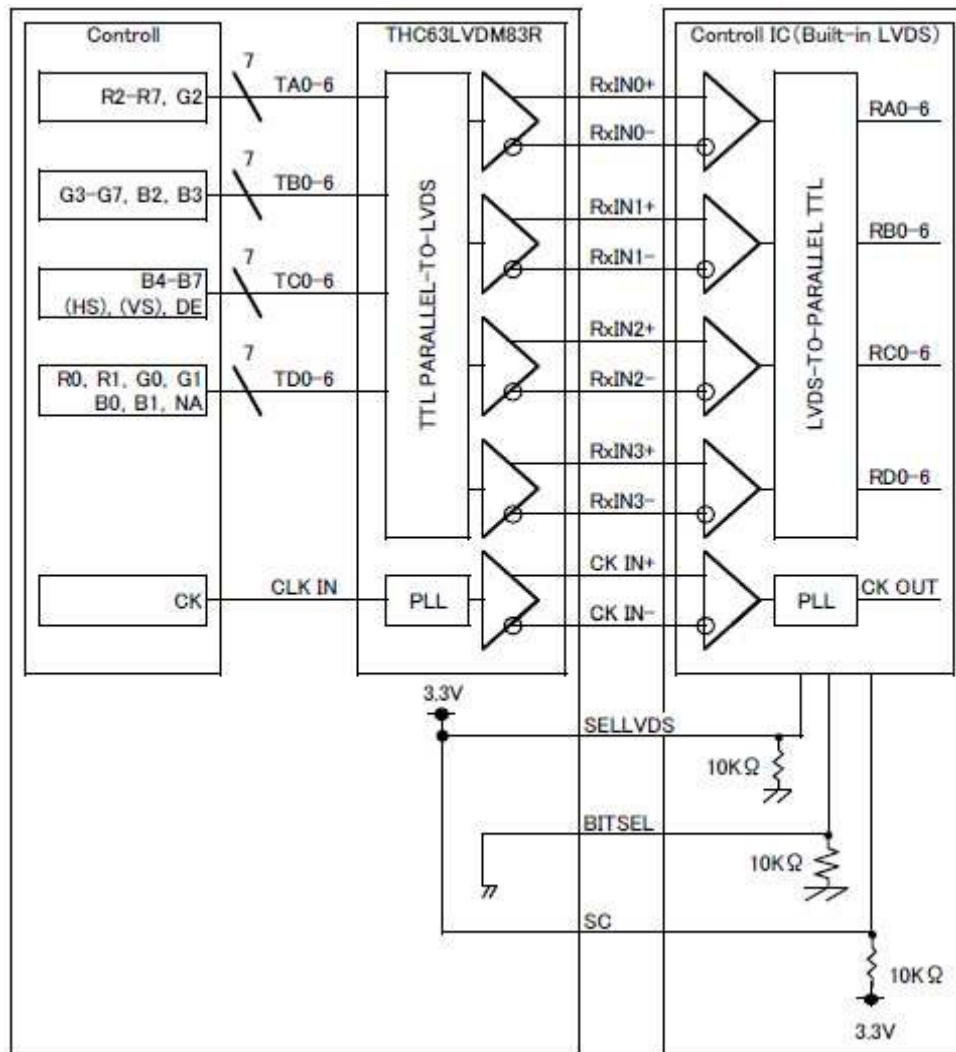 Controll
THC63LVDM83R
Controll IC(Built-in LVDS)
R2-R7, G2
7
TA0-6
RxIN0+
RxIN0-
RA0-6
G3-G7, B2, B3
7
TB0-6
RxIN1+
RxIN1-
RB0-6
B4-B7
(HS), (VS), DE
7
TC0-6
RxIN2+
RxIN2-
RC0-6
R0, R1, G0, G1
B0, B1, NA
7
TD0-6
RxIN3+
RxIN3-
RD0-6
TTL PARALLEL-TO-LVDS
LVDS-TO-PARALLEL TTL
CK
CLK IN
PLL
CK IN+
CK IN-
PLL
CK OUT
3.3V
SELLVDS
10KΩ
BITSEL
10KΩ
SC
10KΩ
3.3V